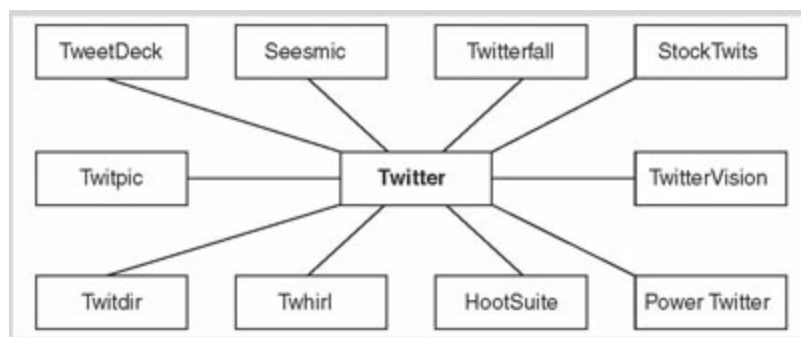 TweetDeck
Seesmic
Twitterfall
StockTwits
Twitpic
Twitter
TwitterVision
Twitdir
Twhirl
HootSuite
Power Twitter